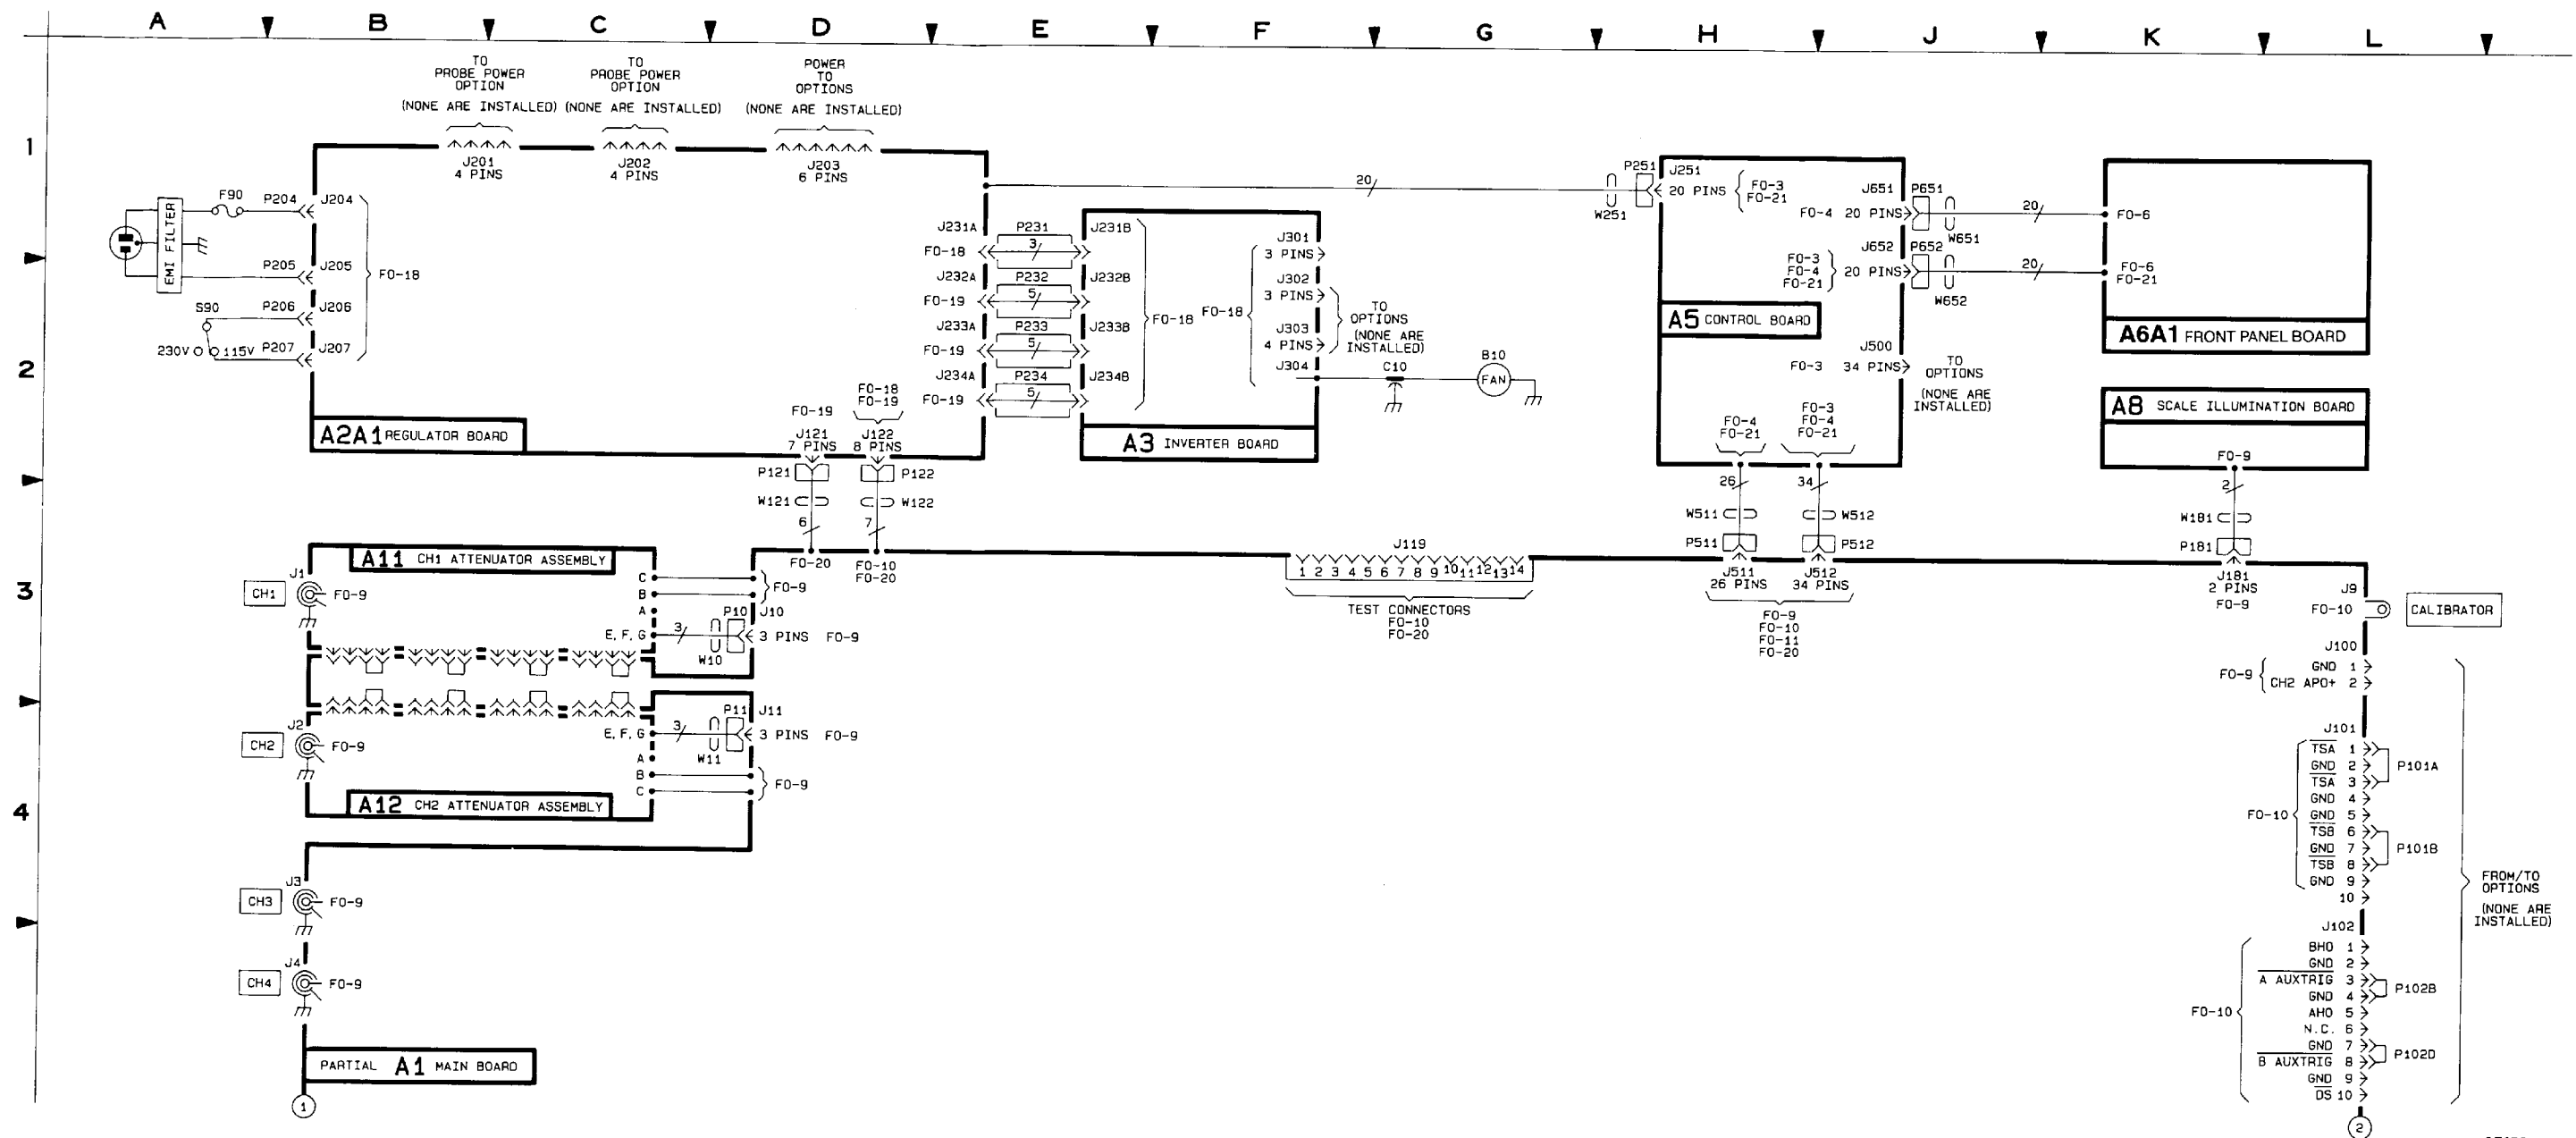 A B C D E F G H J K L
1
2
3
4
TO
PROBE POWER
OPTION
(NONE ARE INSTALLED)
J201
4 PINS
TO
PROBE POWER
OPTION
(NONE ARE INSTALLED)
J202
4 PINS
POWER
TO
OPTIONS
(NONE ARE INSTALLED)
J203
6 PINS
EMI FILTER
F90
P204 J204
P205 J205
S90
P206 J206
230V 115V P207 J207
FO-18
A2A1 REGULATOR BOARD
FO-19
J121
7 PINS
FO-18
FO-19
J122
8 PINS
P121 P122
W121 W122
6 7
FO-20
FO-10
FO-20
J231A P231 J231B
FO-18 3
J232A P232 J232B
FO-19 5
J233A P233 J233B
FO-19 5
J234A P234 J234B
FO-19 5
FO-18
A3 INVERTER BOARD
FO-18
J301
3 PINS
J302
3 PINS
J303
4 PINS
J304
TO
OPTIONS
(NONE ARE
INSTALLED)
C10
B10
FAN
20
W251
P251 J251
20 PINS
FO-3
FO-21
J651 P651
FO-4 20 PINS
W651
20
FO-6
J652 P652
FO-3
FO-4
FO-21
20 PINS
W652
20
FO-6
FO-21
A5 CONTROL BOARD
J500
FO-3 34 PINS
TO
OPTIONS
(NONE ARE
INSTALLED)
FO-4
FO-21
FO-3
FO-4
FO-21
26 34
W511 W512
P511 P512
J511
26 PINS
J512
34 PINS
FO-9
FO-10
FO-11
FO-20
A6A1 FRONT PANEL BOARD
A8 SCALE ILLUMINATION BOARD
FO-9
2
W181
P181
J181
2 PINS
FO-9
J119
1 2 3 4 5 6 7 8 9 10 11 12 13 14
TEST CONNECTORS
FO-10
FO-20
A11 CH1 ATTENUATOR ASSEMBLY
CH1 J1 FO-9
C
B
A
E, F, G
FO-9
3
W10
P10 J10
3 PINS FO-9
CH2 J2 FO-9
E, F, G
A
B
C
3
W11
P11 J11
3 PINS FO-9
FO-9
A12 CH2 ATTENUATOR ASSEMBLY
CH3 J3 FO-9
CH4 J4 FO-9
PARTIAL A1 MAIN BOARD
1
J9
FO-10
CALIBRATOR
J100
FO-9
GND 1
CH2 APO+ 2
J101
FO-10
TSA 1
GND 2
TSA 3
GND 4
GND 5
TSB 6
GND 7
TSB 8
GND 9
10
P101A
P101B
J102
FO-10
BHO 1
GND 2
A AUXTRIG 3
GND 4
AHO 5
N.C. 6
GND 7
B AUXTRIG 8
GND 9
DS 10
P102B
P102D
FROM/TO
OPTIONS
(NONE ARE
INSTALLED)
2